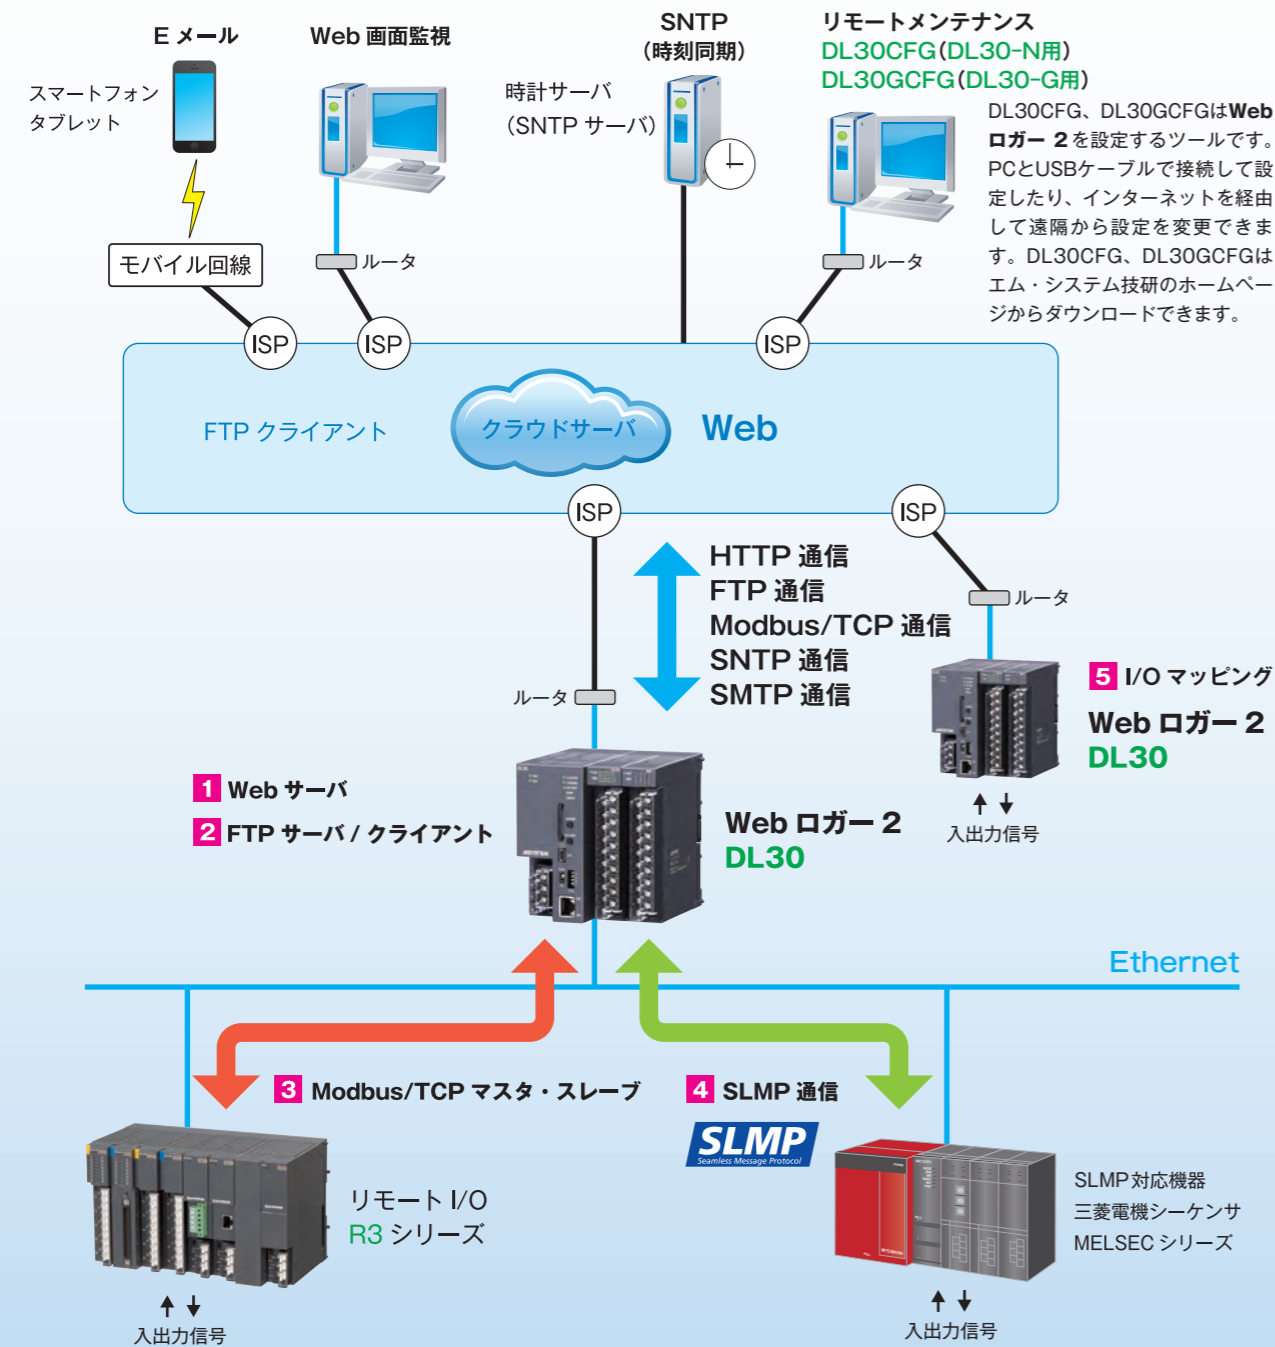 E メール
スマートフォン
タブレット
モバイル回線
Web 画面監視
ルータ
SNTP
(時刻同期)
時計サーバ
(SNTP サーバ)
リモートメンテナンス
DL30CFG(DL30-N用)
DL30GCFG(DL30-G用)
ルータ
DL30CFG、DL30GCFGはWeb
ロガー 2 を設定するツールです。
PCとUSBケーブルで接続して設
定したり、インターネットを経由
して遠隔から設定を変更できま
す。DL30CFG、DL30GCFGは
エム・システム技研のホームペー
ジからダウンロードできます。
ISP
ISP
ISP
FTP クライアント
クラウドサーバ
Web
ISP
ISP
HTTP 通信
FTP 通信
Modbus/TCP 通信
SNTP 通信
SMTP 通信
ルータ
ルータ
5 I/O マッピング
Web ロガー 2
DL30
入出力信号
1 Web サーバ
2 FTP サーバ / クライアント
Web ロガー 2
DL30
Ethernet
3 Modbus/TCP マスタ・スレーブ
4 SLMP 通信
SLMP
Seamless Message Protocol
リモート I/O
R3 シリーズ
入出力信号
SLMP対応機器
三菱電機シーケンサ
MELSEC シリーズ
入出力信号